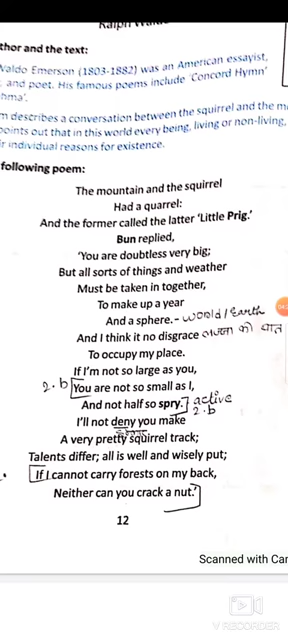 Ralph
thor and the text:
Valdo Emerson (1803-1882) was an American essayist,
, and poet. His famous poems include 'Concord Hymn'
hma'.
m describes a conversation between the squirrel and the m
points out that in this world every being, living or non-living,
ir individual reasons for existence.
following poem:
The mountain and the squirrel
Had a quarrel:
And the former called the latter 'Little Prig.'
Bun replied,
'You are doubtless very big;
But all sorts of things and weather
Must be taken in together,
To make up a year
And a sphere. - world / Earth
And I think it no disgrace लज्जा की बात
To occupy my place.
If I'm not so large as you,
2.b You are not so small as I,
And not half so spry. active
2.b
I'll not deny you make
A very pretty squirrel track;
Talents differ; all is well and wisely put;
If I cannot carry forests on my back,
Neither can you crack a nut.'
12
Scanned with Car
V RECORDER